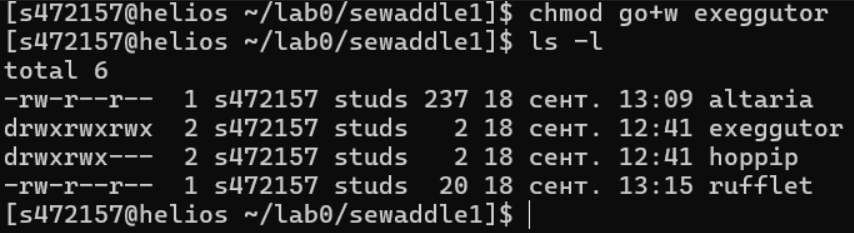 [s472157@helios ~/lab0/sewaddle1]$ chmod go+w exeggutor
[s472157@helios ~/lab0/sewaddle1]$ ls -l
total 6
-rw-r--r--  1 s472157 studs 237 18 сент. 13:09 altaria
drwxrwxrwx  2 s472157 studs   2 18 сент. 12:41 exeggutor
drwxrwx---  2 s472157 studs   2 18 сент. 12:41 hoppip
-rw-r--r--  1 s472157 studs  20 18 сент. 13:15 rufflet
[s472157@helios ~/lab0/sewaddle1]$